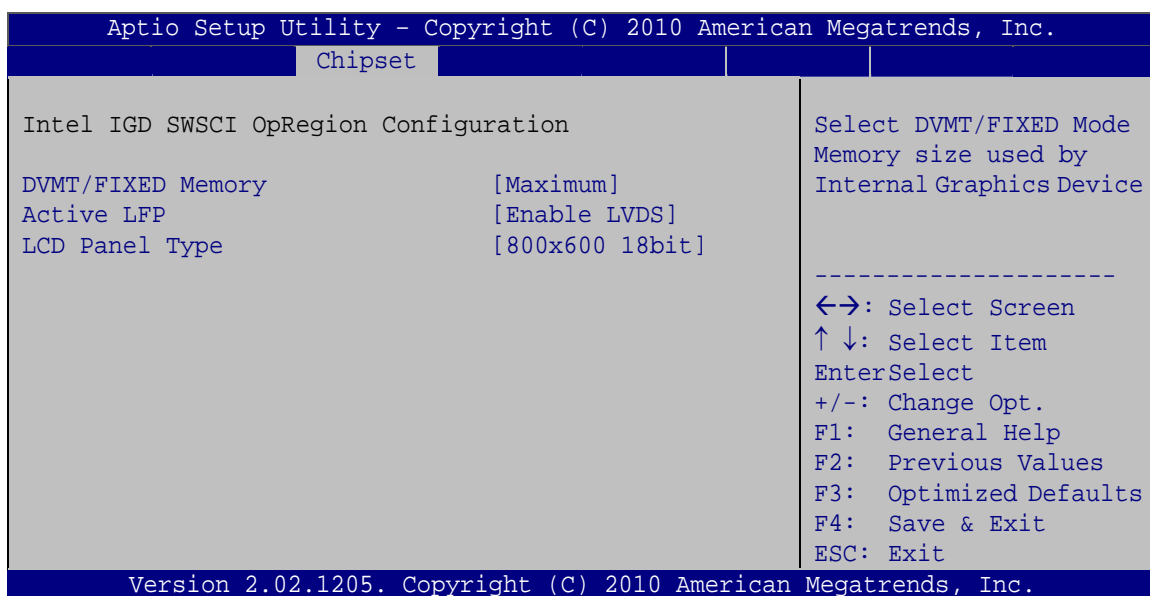 Aptio Setup Utility – Copyright (C) 2010 American Megatrends, Inc.
Chipset
Intel IGD SWSCI OpRegion Configuration
DVMT/FIXED Memory [Maximum]
Active LFP [Enable LVDS]
LCD Panel Type [800x600 18bit]
Select DVMT/FIXED Mode
Memory size used by
Internal Graphics Device
---------------------
←→: Select Screen
↑ ↓: Select Item
EnterSelect
+/-: Change Opt.
F1: General Help
F2: Previous Values
F3: Optimized Defaults
F4: Save & Exit
ESC: Exit
Version 2.02.1205. Copyright (C) 2010 American Megatrends, Inc.